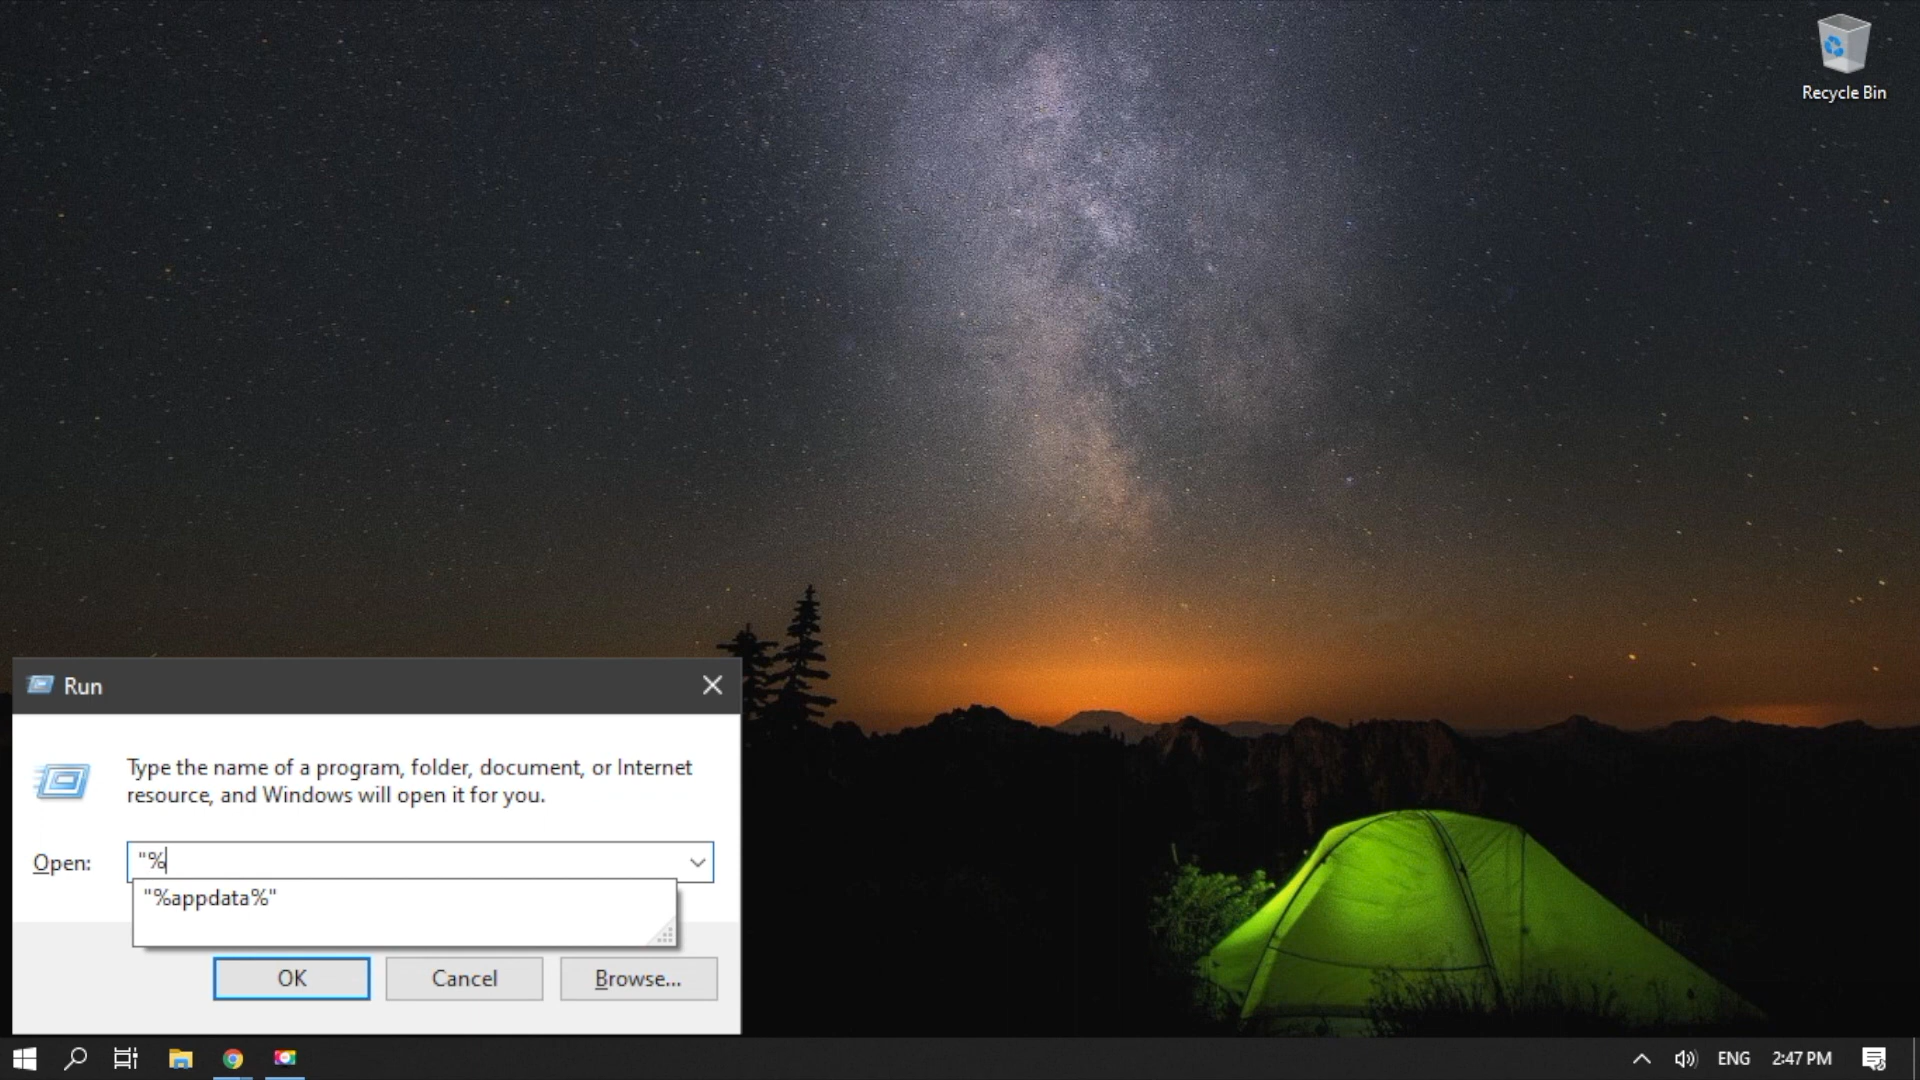 Recycle Bin
Run
Type the name of a program, folder, document, or Internet
resource, and Windows will open it for you.
Open:
"%
"%appdata%"
OK
Cancel
Browse...
ENG
2:47 PM